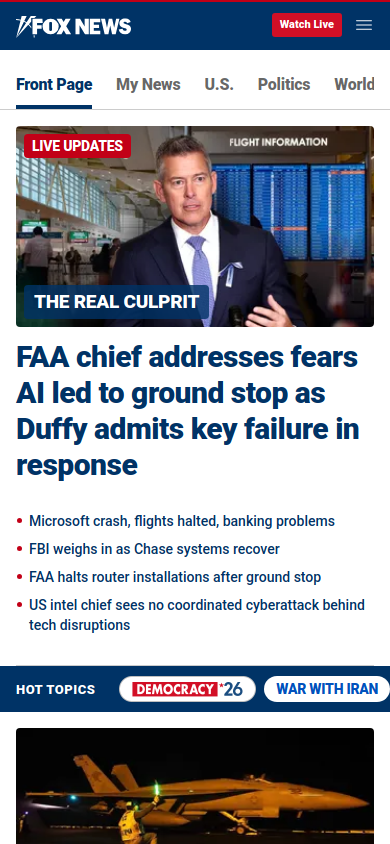 FOX NEWS
Watch Live
Front Page
My News
U.S.
Politics
World
LIVE UPDATES
FLIGHT INFORMATION
THE REAL CULPRIT
FAA chief addresses fears
AI led to ground stop as
Duffy admits key failure in
response
Microsoft crash, flights halted, banking problems
FBI weighs in as Chase systems recover
FAA halts router installations after ground stop
US intel chief sees no coordinated cyberattack behind
tech disruptions
HOT TOPICS
DEMOCRACY '26
WAR WITH IRAN